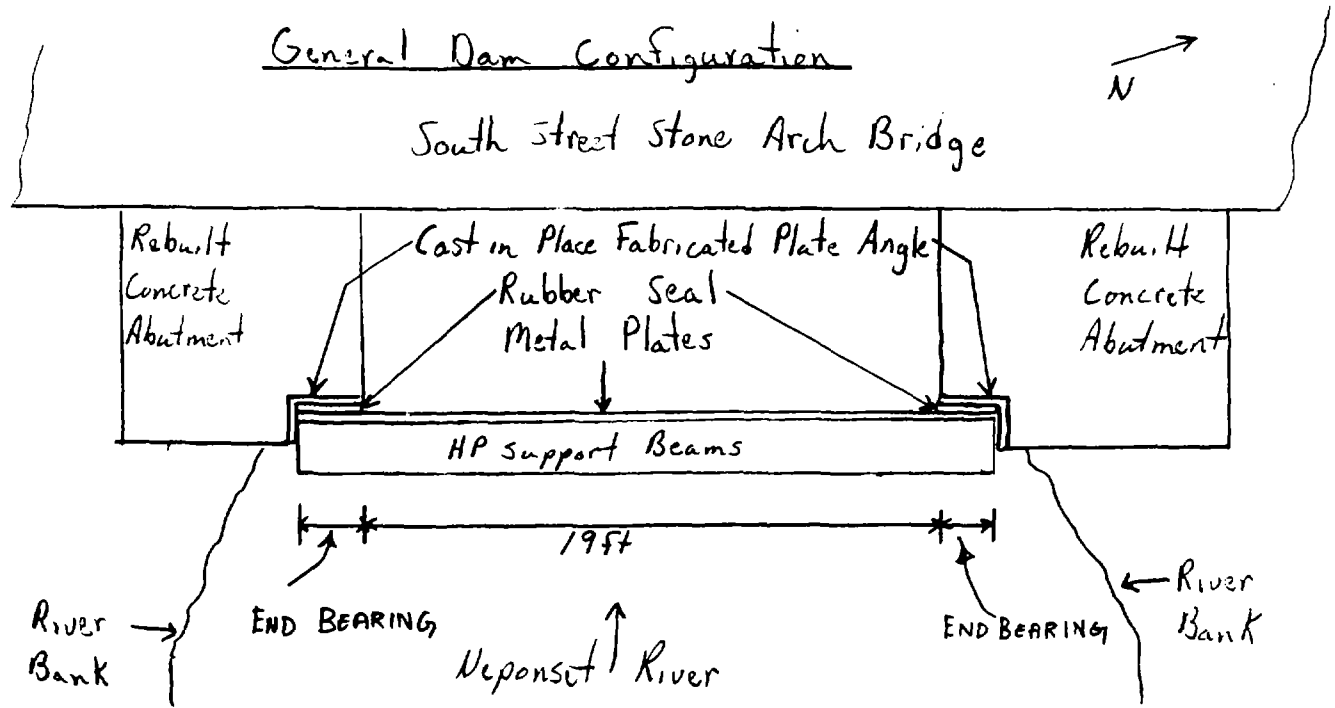 General Dam Configuration
N
South Street Stone Arch Bridge
Rebuilt
Concrete
Abutment
Cast in Place Fabricated Plate Angle
Rubber Seal
Metal Plates
Rebuilt
Concrete
Abutment
HP Support Beams
19ft
END BEARING
END BEARING
River
Bank
River
Bank
Neponset River